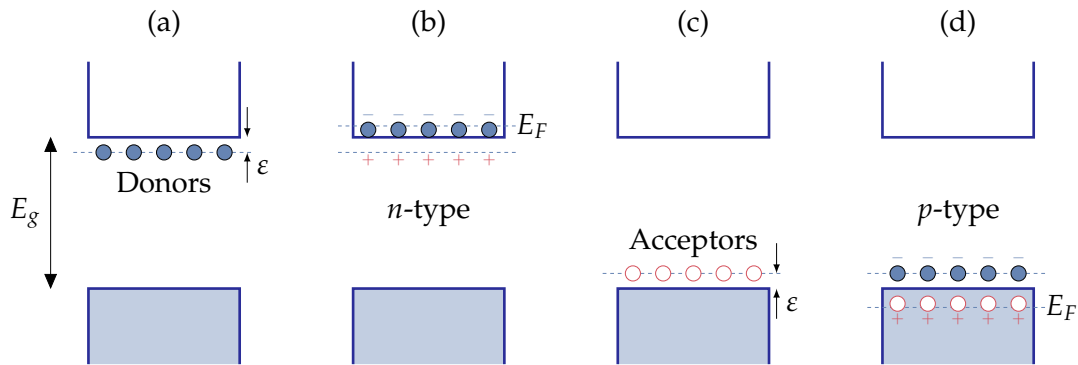 (a)
(b)
(c)
(d)
E_F
ε
Donors
E_g
n-type
p-type
Acceptors
ε
E_F
− − − − −
+ + + + +
− − − − −
+ + + + +